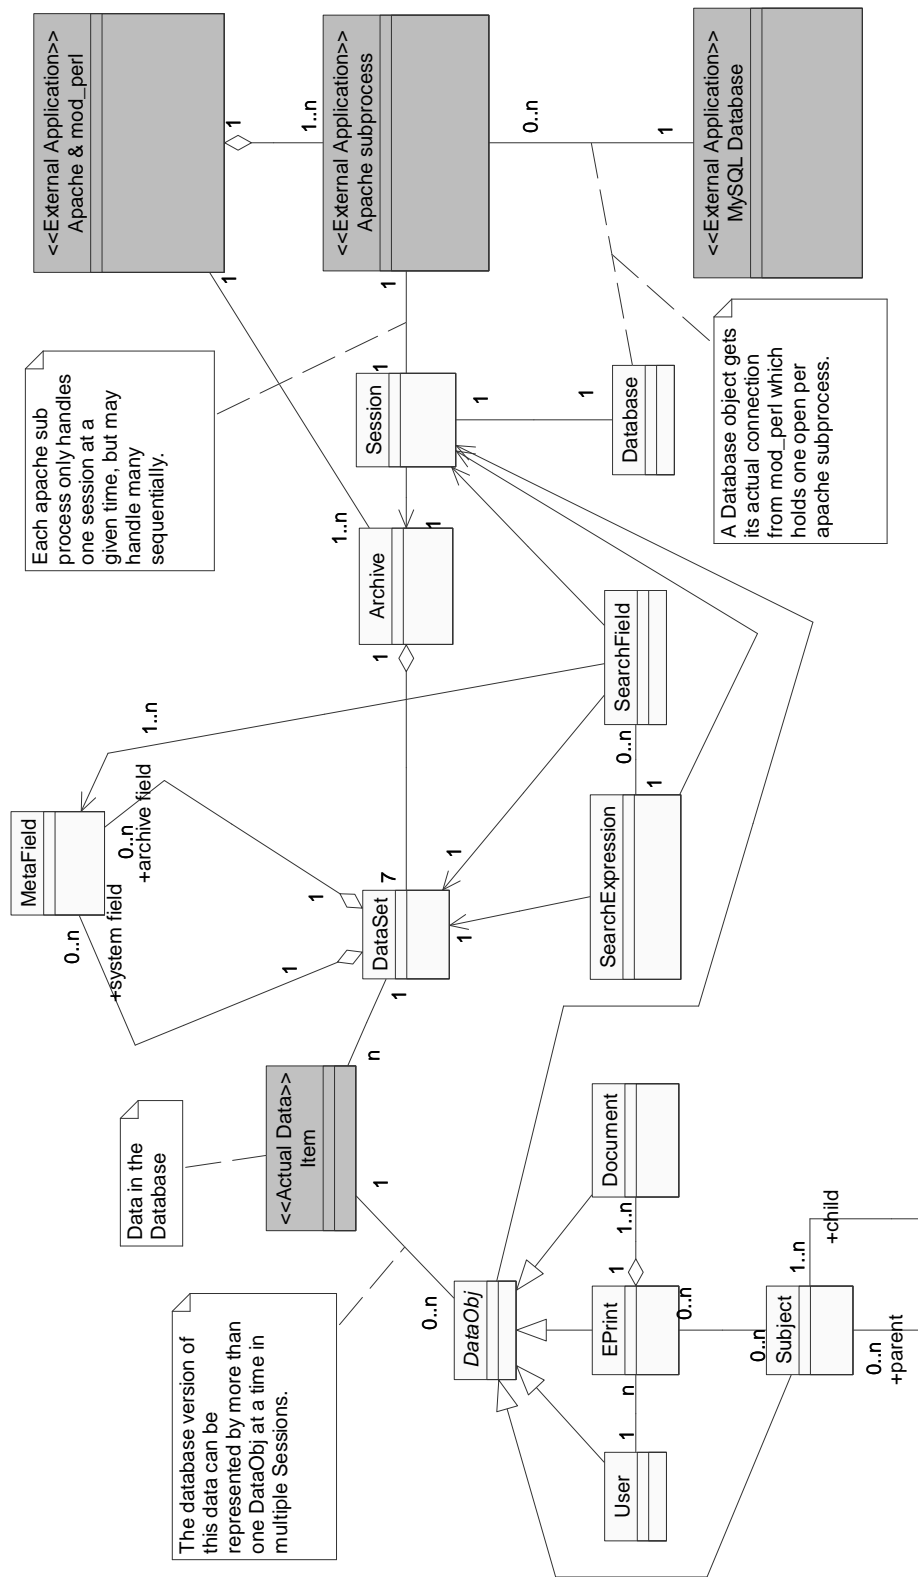 The database version of
this data can be
represented by more than
one DataObj at a time in
multiple Sessions.
Data in the
Database
<<Actual Data>>
Item
1
n
0..n
+system field
MetaField
0..n
+archive field
1..n
1
1
DataSet
1
7
1
1
Each apache sub
process only handles
one session at a
given time, but may
handle many
sequentially.
<<External Application>>
Apache & mod_perl
1
1
1..n
1..n
Archive
1
1
Session
1
1
<<External Application>>
Apache subprocess
0..n
1
1
1
Database
<<External Application>>
MySQL Database
A Database object gets
its actual connection
from mod_perl which
holds one open per
apache subprocess.
DataObj
0..n
User
1
n
EPrint
1
1..n
Document
0..n
0..n
Subject
0..n
+parent
1..n
+child
SearchExpression
1
0..n
SearchField